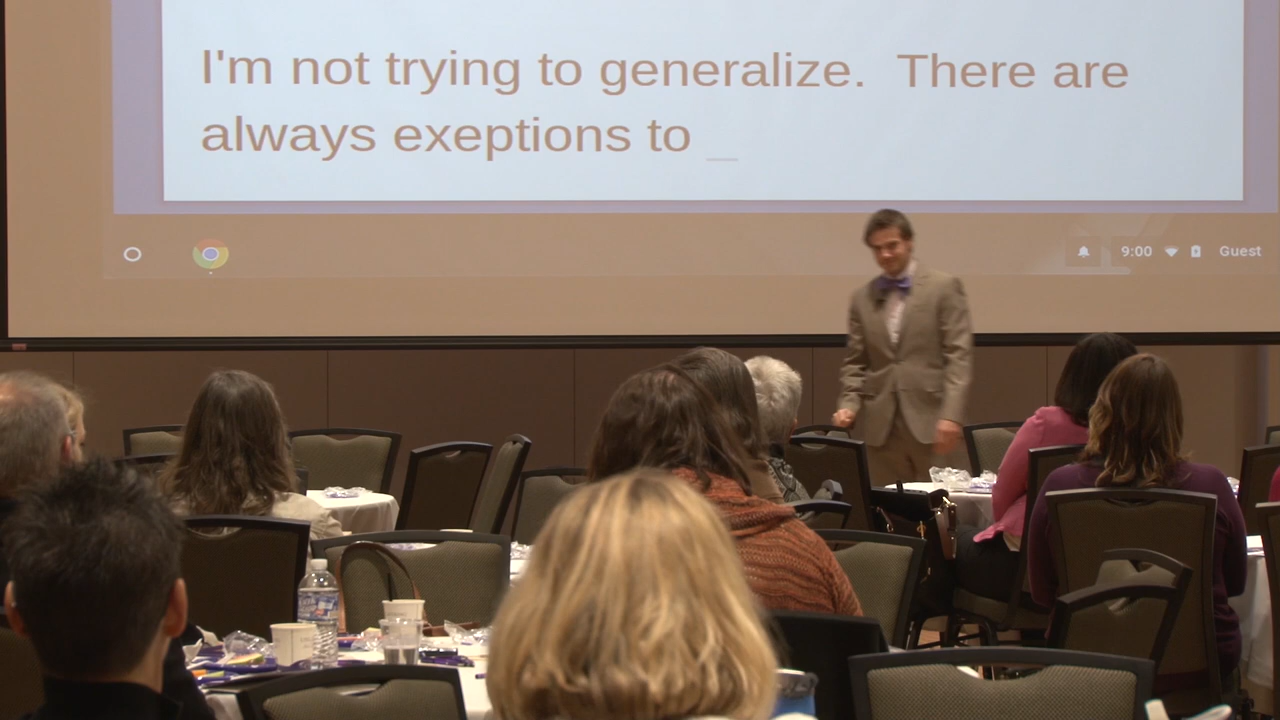 I'm not trying to generalize.  There are
always exeptions to _
9:00 Guest